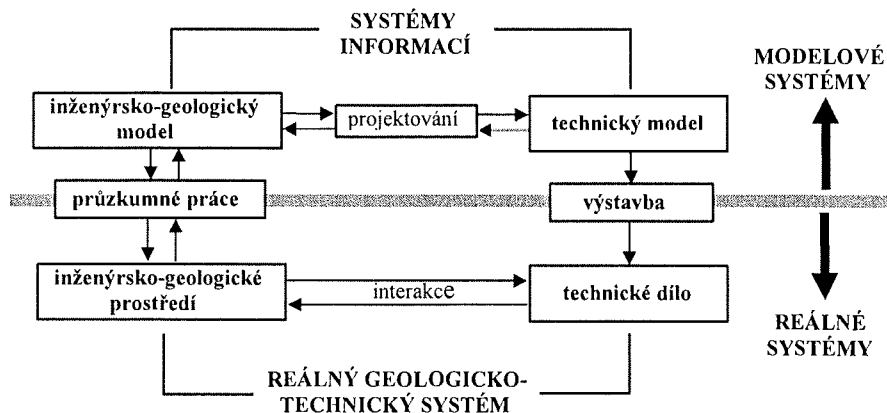 SYSTÉMY
INFORMACÍ
MODELOVÉ
SYSTÉMY
inženýrsko-geologický
model
projektování
technický model
průzkumné práce
výstavba
inženýrsko-geologické
prostředí
interakce
technické dílo
REÁLNÉ
SYSTÉMY
REÁLNÝ GEOLOGICKO-
TECHNICKÝ SYSTÉM